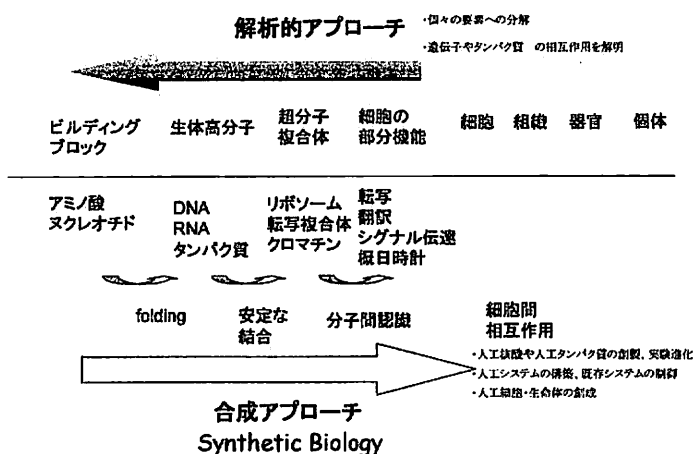 解析的アプローチ
・個々の要素への分解
・遺伝子やタンパク質 の相互作用を解明
ビルディング
ブロック
生体高分子
超分子
複合体
細胞の
部分機能
細胞
組織
器官
個体
アミノ酸
ヌクレオチド
DNA
RNA
タンパク質
リボソーム
転写複合体
クロマチン
転写
翻訳
シグナル伝達
概日時計
folding
安定な
結合
分子間認識
細胞間
相互作用
・人工核酸や人工タンパク質の創製、実験進化
・人工システムの構築、既存システムの制御
・人工細胞・生命体の創成
合成アプローチ
Synthetic Biology